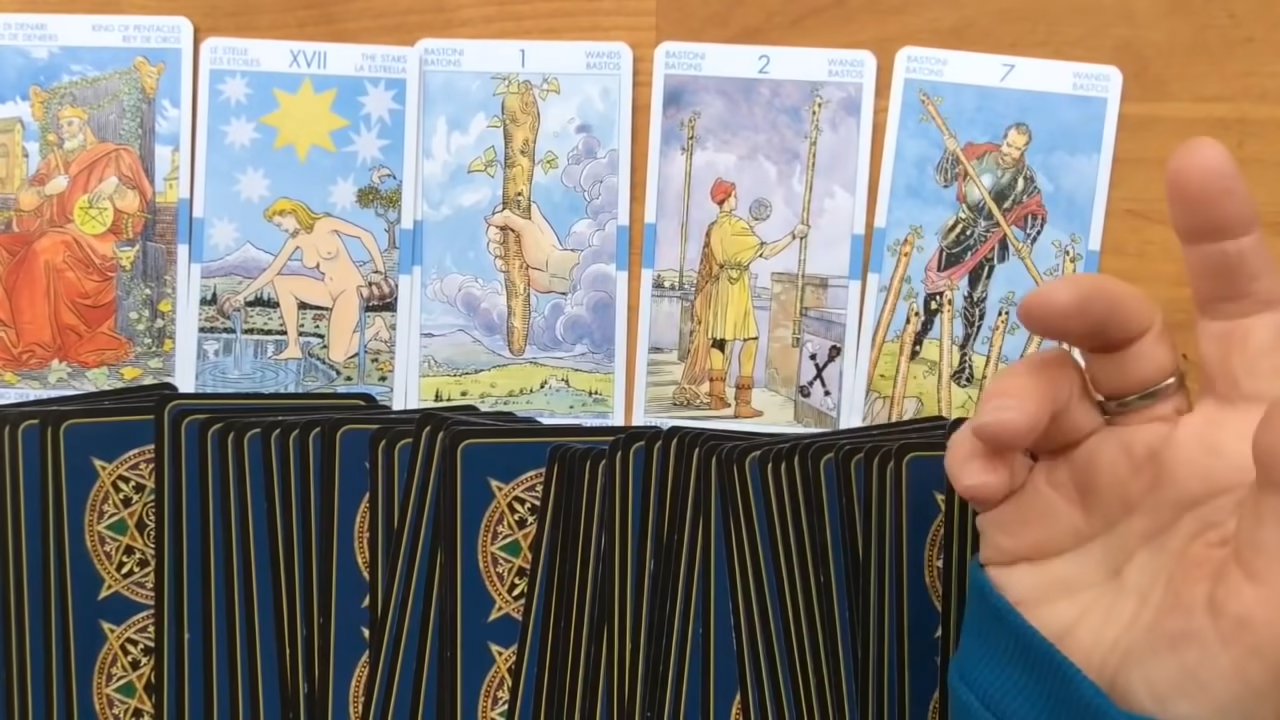 DI DENARI
DE DENIERS
KING OF PENTACLES
REY DE OROS
LE STELLE
LES ETOILES
XVII
THE STARS
LA ESTRELLA
BASTONI
BATONS
1
WANDS
BASTOS
BASTONI
BATONS
2
WANDS
BASTOS
BASTONI
BATONS
7
WANDS
BASTOS